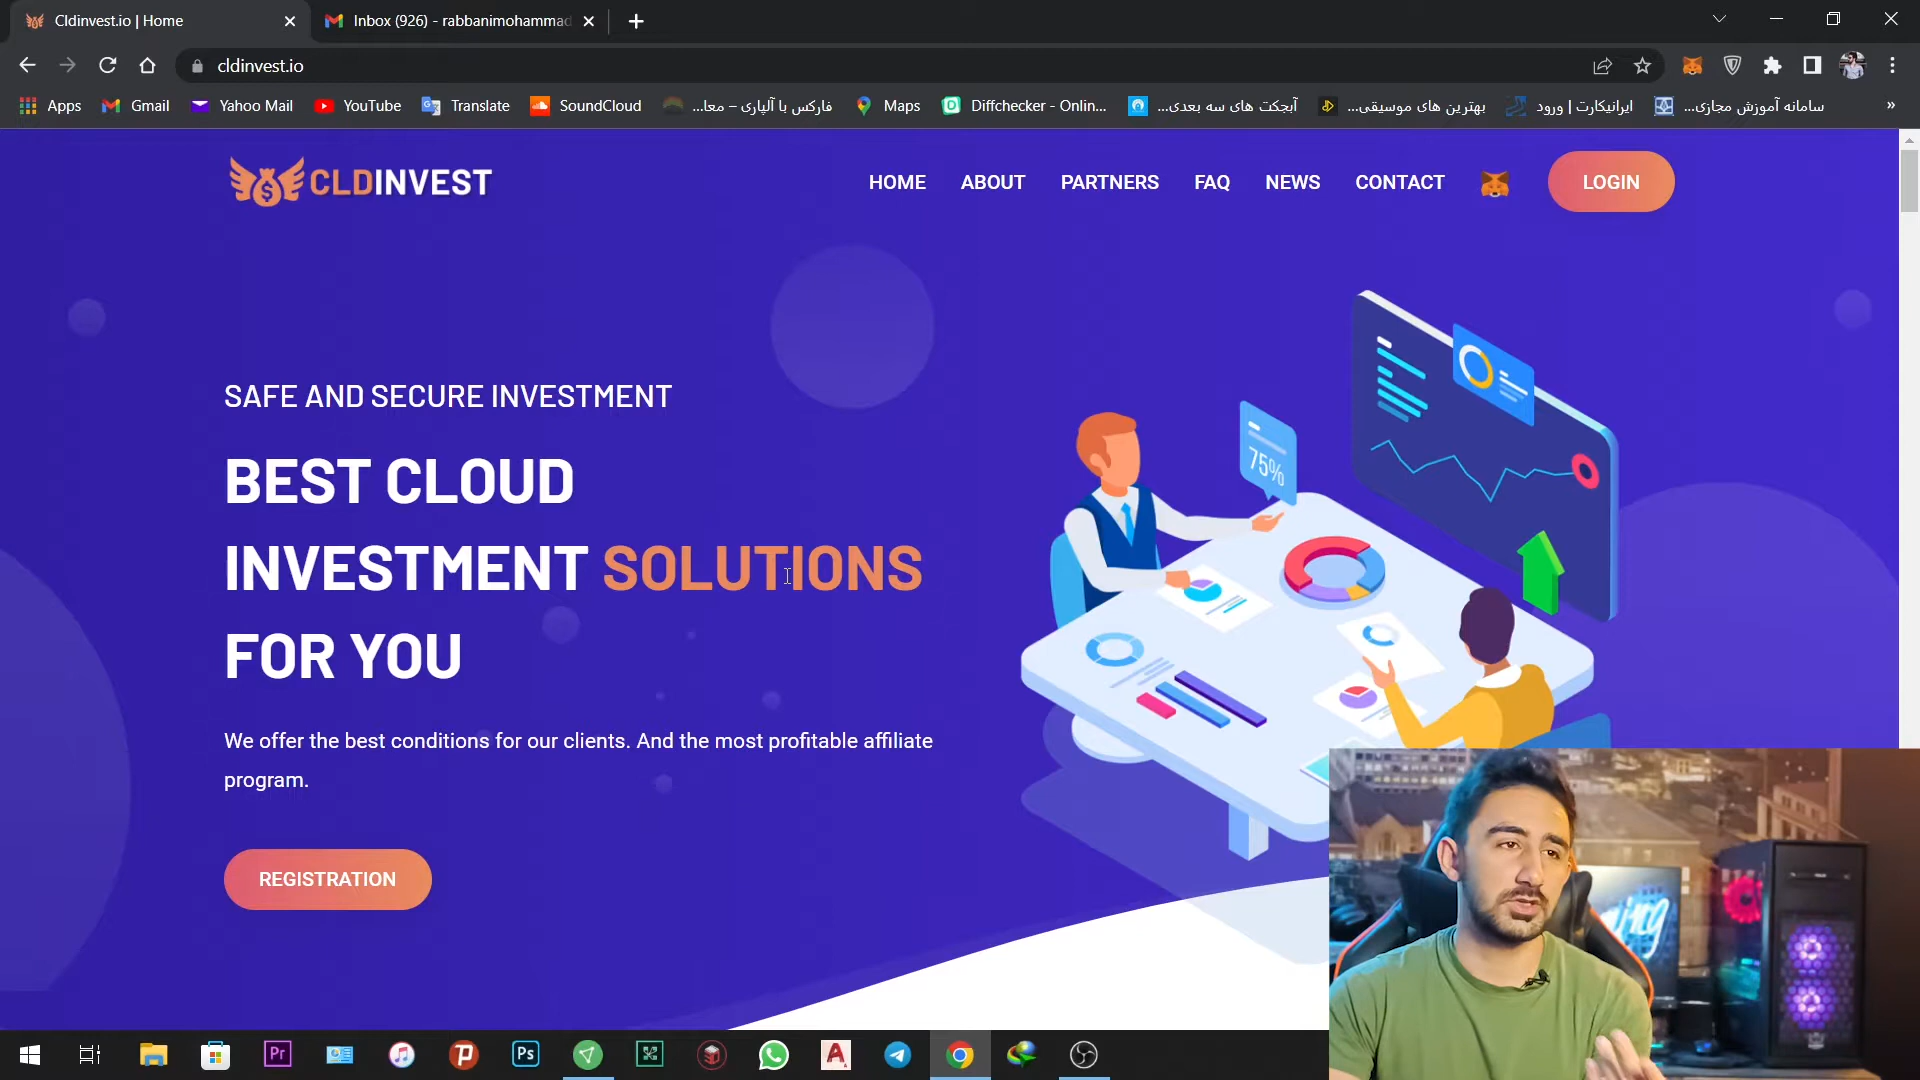 Cldinvest.io | Home
Inbox (926) - rabbanimohammad
cldinvest.io
Apps
Gmail
Yahoo Mail
YouTube
Translate
SoundCloud
فارکس با آلپاری – معا...
Maps
Diffchecker - Onlin...
آبجکت های سه بعدی...
بهترین های موسیقی...
ایرانیکارت | ورود
سامانه آموزش مجازی...
CLDINVEST
HOME
ABOUT
PARTNERS
FAQ
NEWS
CONTACT
LOGIN
SAFE AND SECURE INVESTMENT
BEST CLOUD
INVESTMENT SOLUTIONS
FOR YOU
75%
We offer the best conditions for our clients. And the most profitable affiliate
program.
REGISTRATION
Pr
Ps